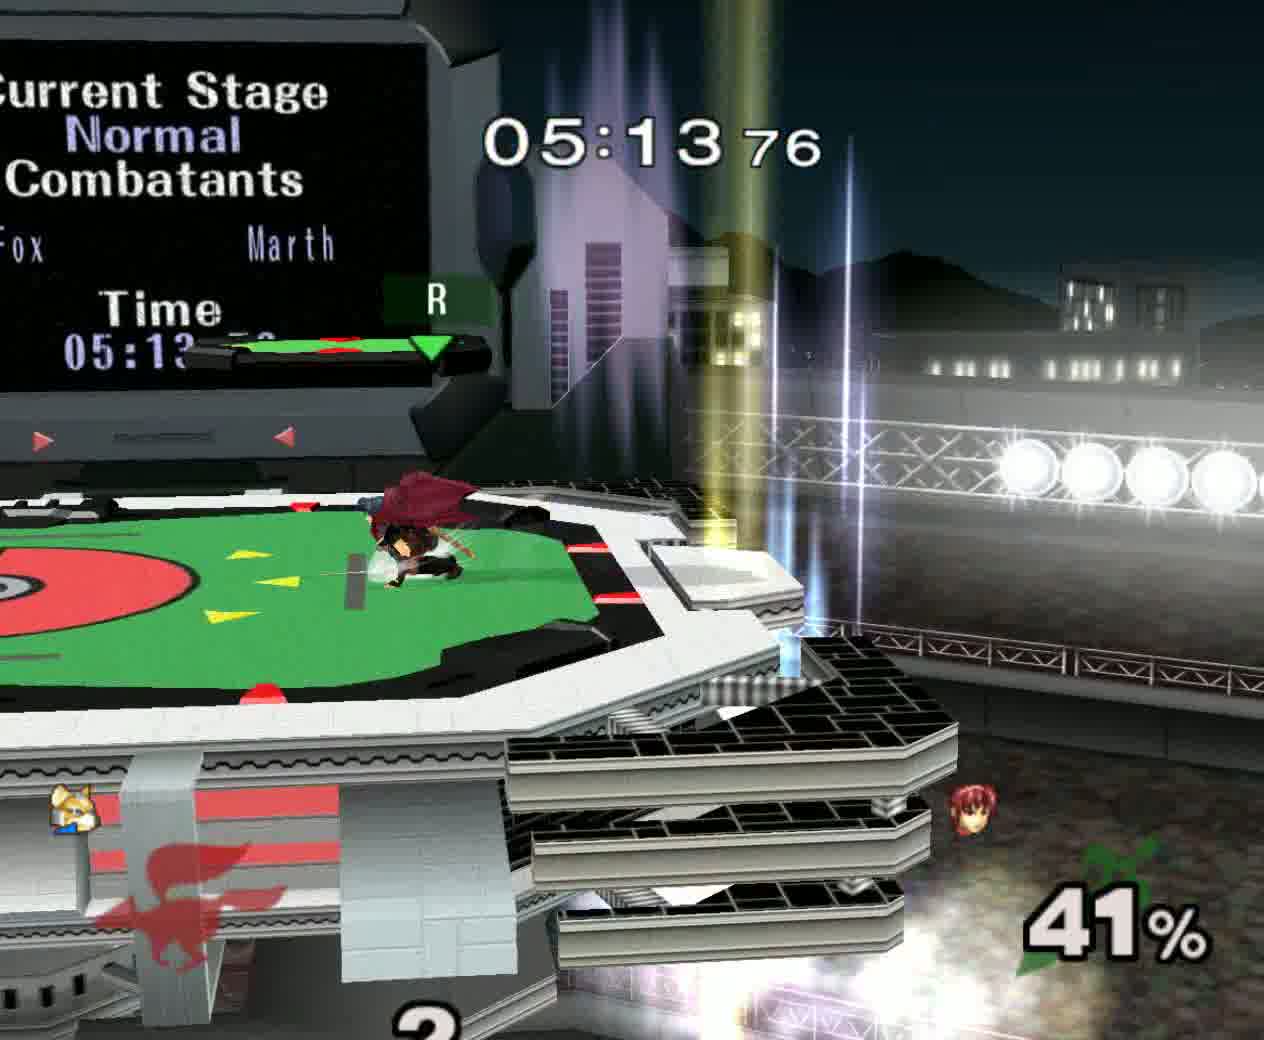 Current Stage
Normal
Combatants
Fox Marth
Time
05:13
05:13 76
R
41%